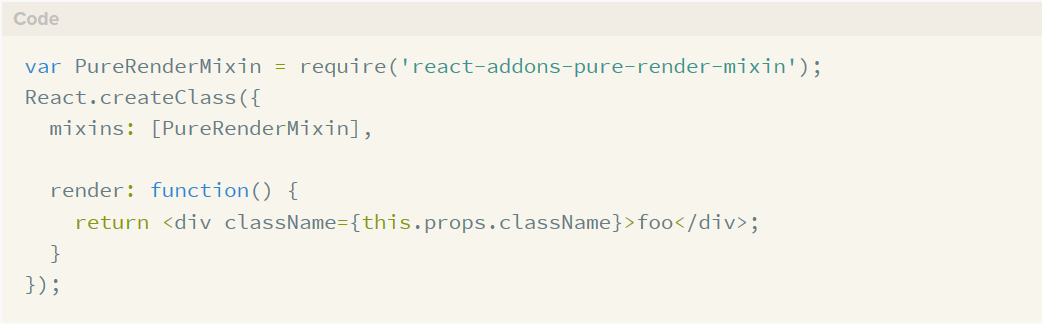 Code
var PureRenderMixin = require('react-addons-pure-render-mixin');
React.createClass({
  mixins: [PureRenderMixin],

  render: function() {
    return <div className={this.props.className}>foo</div>;
  }
});